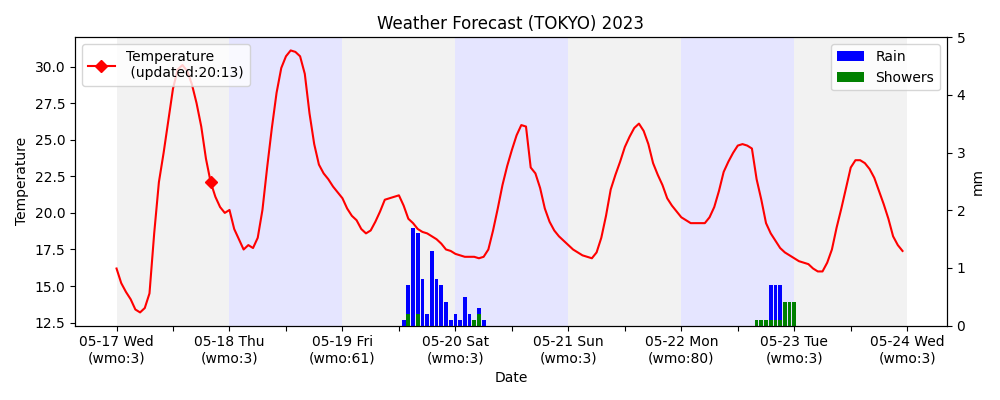 Weather Forecast (TOKYO) 2023
Temperature
(updated:20:13)
Rain
Showers
30.0
27.5
25.0
22.5
20.0
17.5
15.0
12.5
Temperature
5
4
3
2
1
0
mm
05-17 Wed
(wmo:3)
05-18 Thu
(wmo:3)
05-19 Fri
(wmo:61)
05-20 Sat
(wmo:3)
05-21 Sun
(wmo:3)
05-22 Mon
(wmo:80)
05-23 Tue
(wmo:3)
05-24 Wed
(wmo:3)
Date